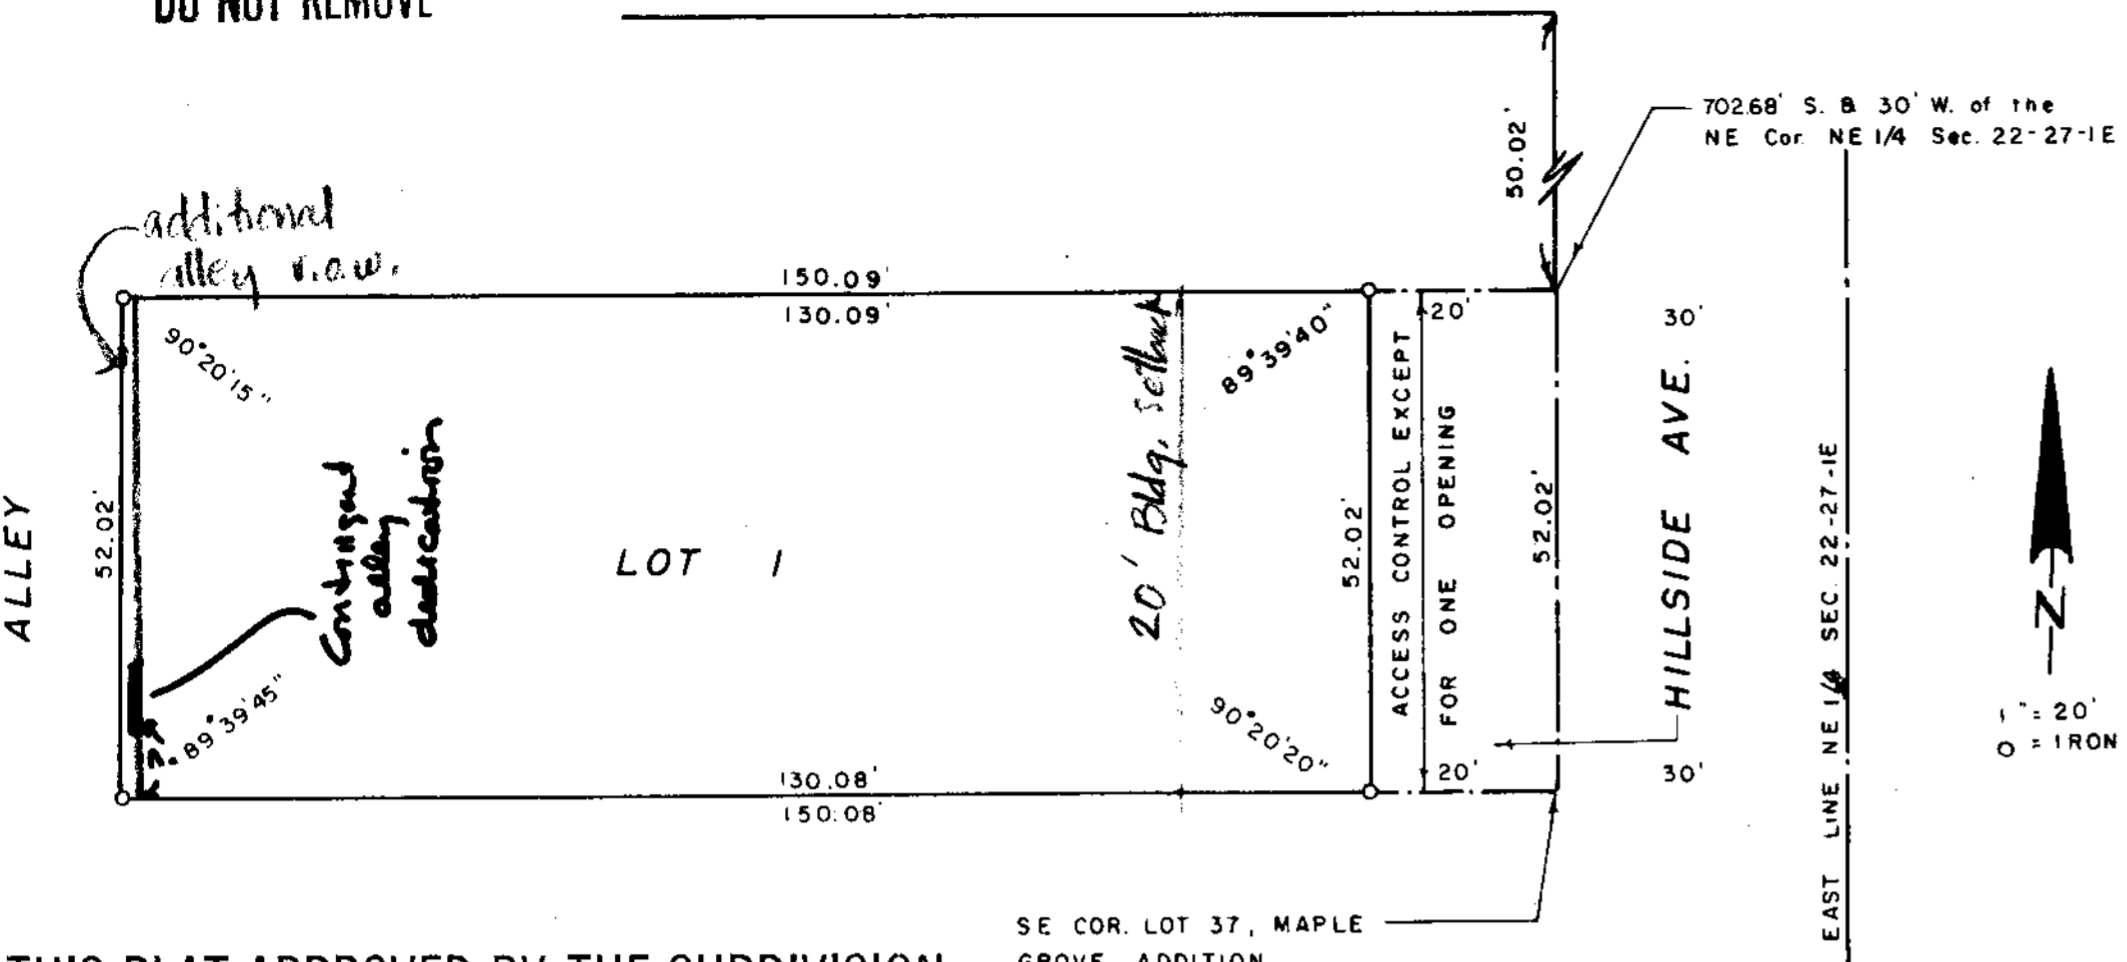 DO NOT REMOVE
702.68' S. & 30' W. of the
NE Cor. NE 1/4 Sec. 22-27-1E
50.02'
additional
alley r.o.w.
150.09'
130.09'
90°20'15"
89°39'40"
20'
30'
ALLEY
52.02'
Contingent
alley
dedication
LOT 1
20' Bldg. setback
52.02'
ACCESS CONTROL EXCEPT
FOR ONE OPENING
52.02'
HILLSIDE AVE.
EAST LINE NE 1/4 SEC. 22-27-1E
N
1" = 20'
O = IRON
89°39'45"
90°20'20"
20'
30'
130.08'
150.08'
SE COR. LOT 37, MAPLE
GROVE ADDITION
THIS PLAT APPROVED BY THE SUBDIVISION